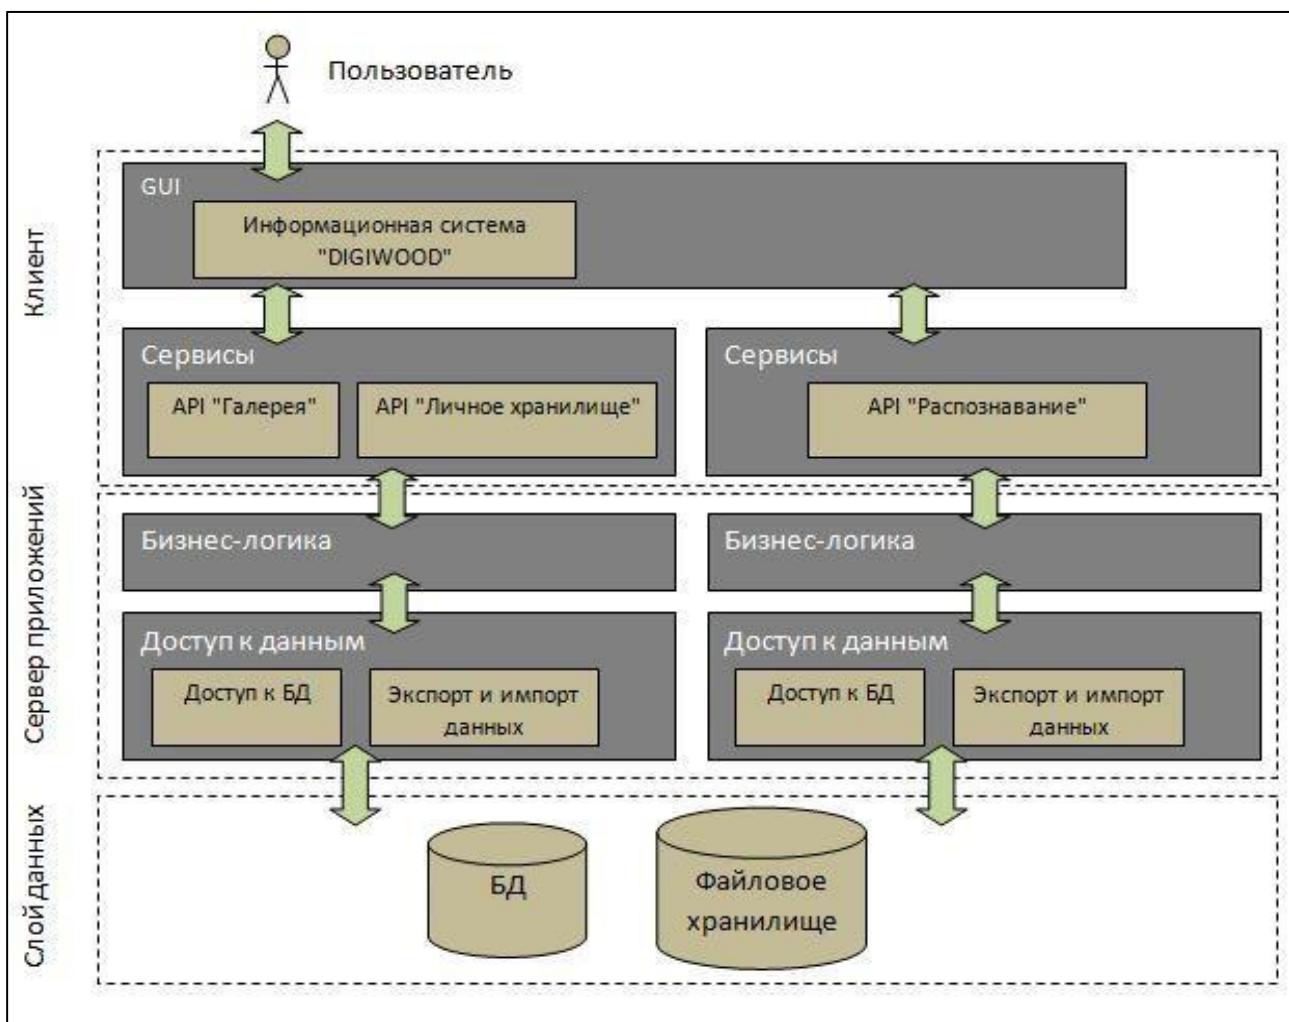 Пользователь
Клиент
GUI
Информационная система
"DIGIWOOD"
Сервисы
API "Галерея"
API "Личное хранилище"
Сервисы
API "Распознавание"
Сервер приложений
Бизнес-логика
Бизнес-логика
Доступ к данным
Доступ к БД
Экспорт и импорт
данных
Доступ к данным
Доступ к БД
Экспорт и импорт
данных
Слой данных
БД
Файловое
хранилище